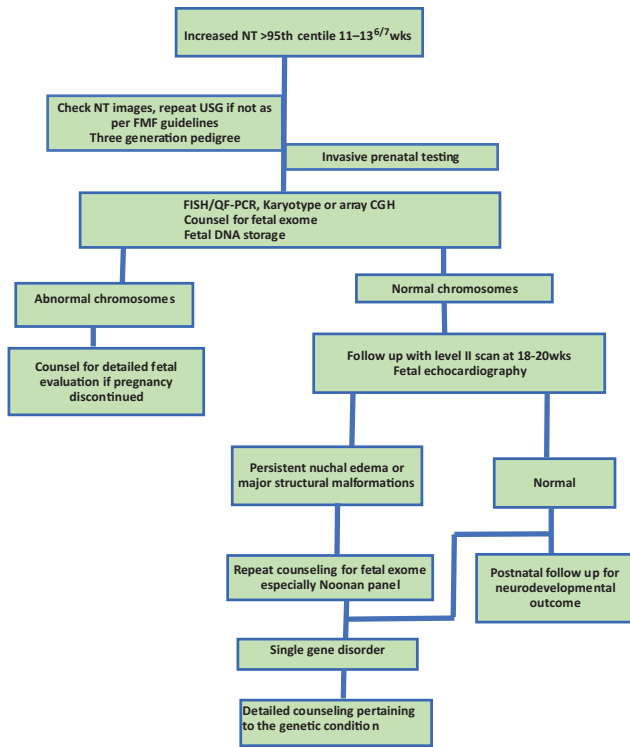 Increased NT >95th centile 11–13 6/7 wks
Check NT images, repeat USG if not as
per FMF guidelines
Three generation pedigree
Invasive prenatal testing
FISH/QF-PCR, Karyotype or array CGH
Counsel for fetal exome
Fetal DNA storage
Abnormal chromosomes
Normal chromosomes
Counsel for detailed fetal
evaluation if pregnancy
discontinued
Follow up with level II scan at 18-20wks
Fetal echocardiography
Persistent nuchal edema or
major structural malformations
Normal
Repeat counseling for fetal exome
especially Noonan panel
Postnatal follow up for
neurodevelopmental
outcome
Single gene disorder
Detailed counseling pertaining
to the genetic condition